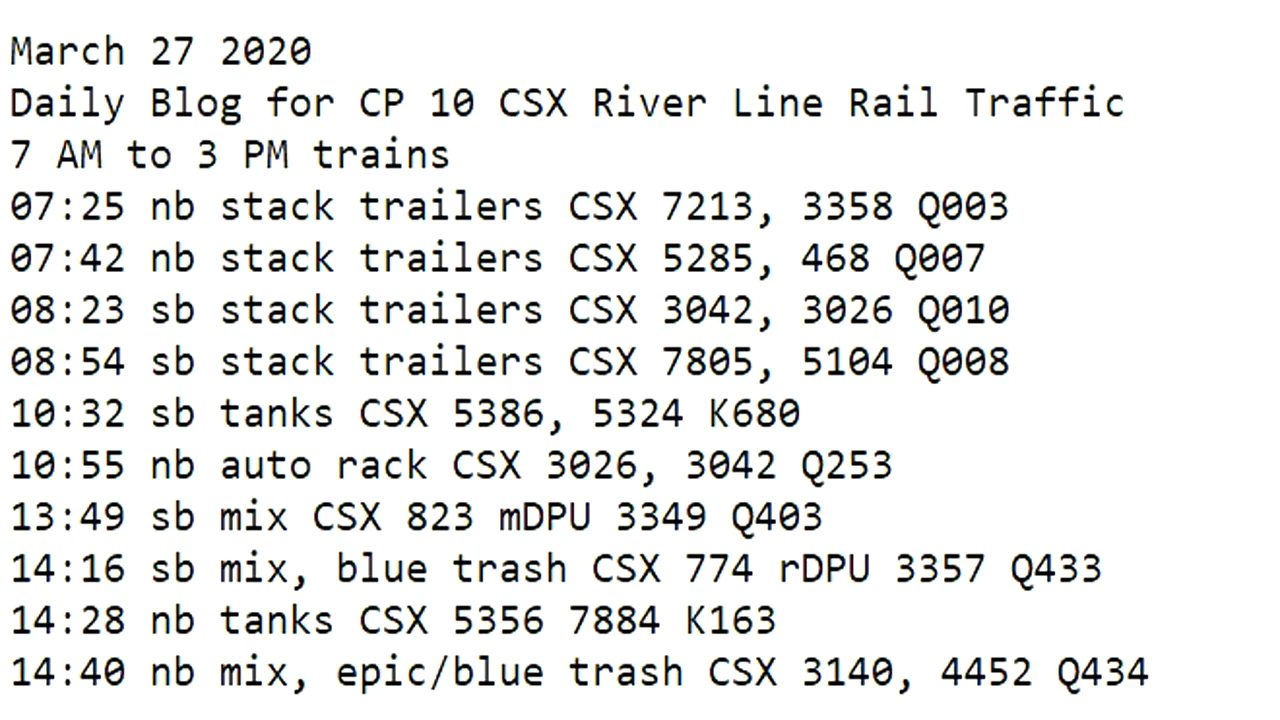 March 27 2020
Daily Blog for CP 10 CSX River Line Rail Traffic
7 AM to 3 PM trains
07:25 nb stack trailers CSX 7213, 3358 Q003
07:42 nb stack trailers CSX 5285, 468 Q007
08:23 sb stack trailers CSX 3042, 3026 Q010
08:54 sb stack trailers CSX 7805, 5104 Q008
10:32 sb tanks CSX 5386, 5324 K680
10:55 nb auto rack CSX 3026, 3042 Q253
13:49 sb mix CSX 823 mDPU 3349 Q403
14:16 sb mix, blue trash CSX 774 rDPU 3357 Q433
14:28 nb tanks CSX 5356 7884 K163
14:40 nb mix, epic/blue trash CSX 3140, 4452 Q434